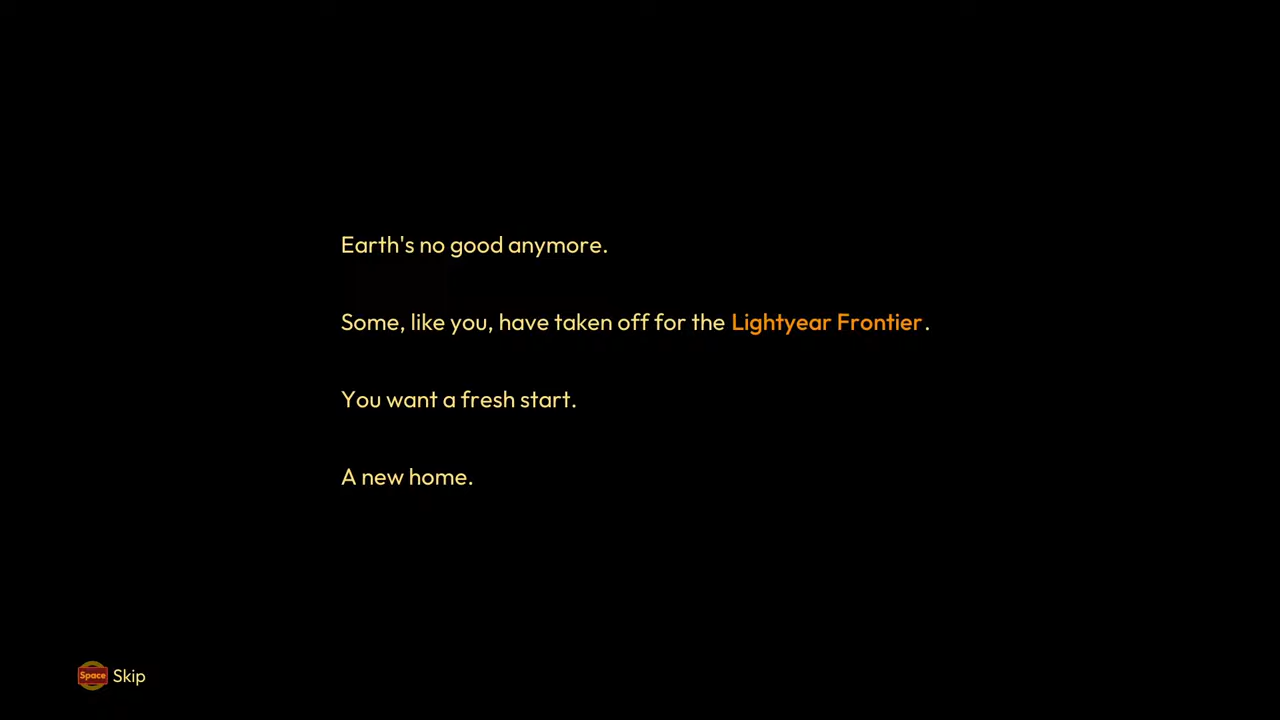 Earth's no good anymore.
Some, like you, have taken off for the Lightyear Frontier.
You want a fresh start.
A new home.
Space Skip